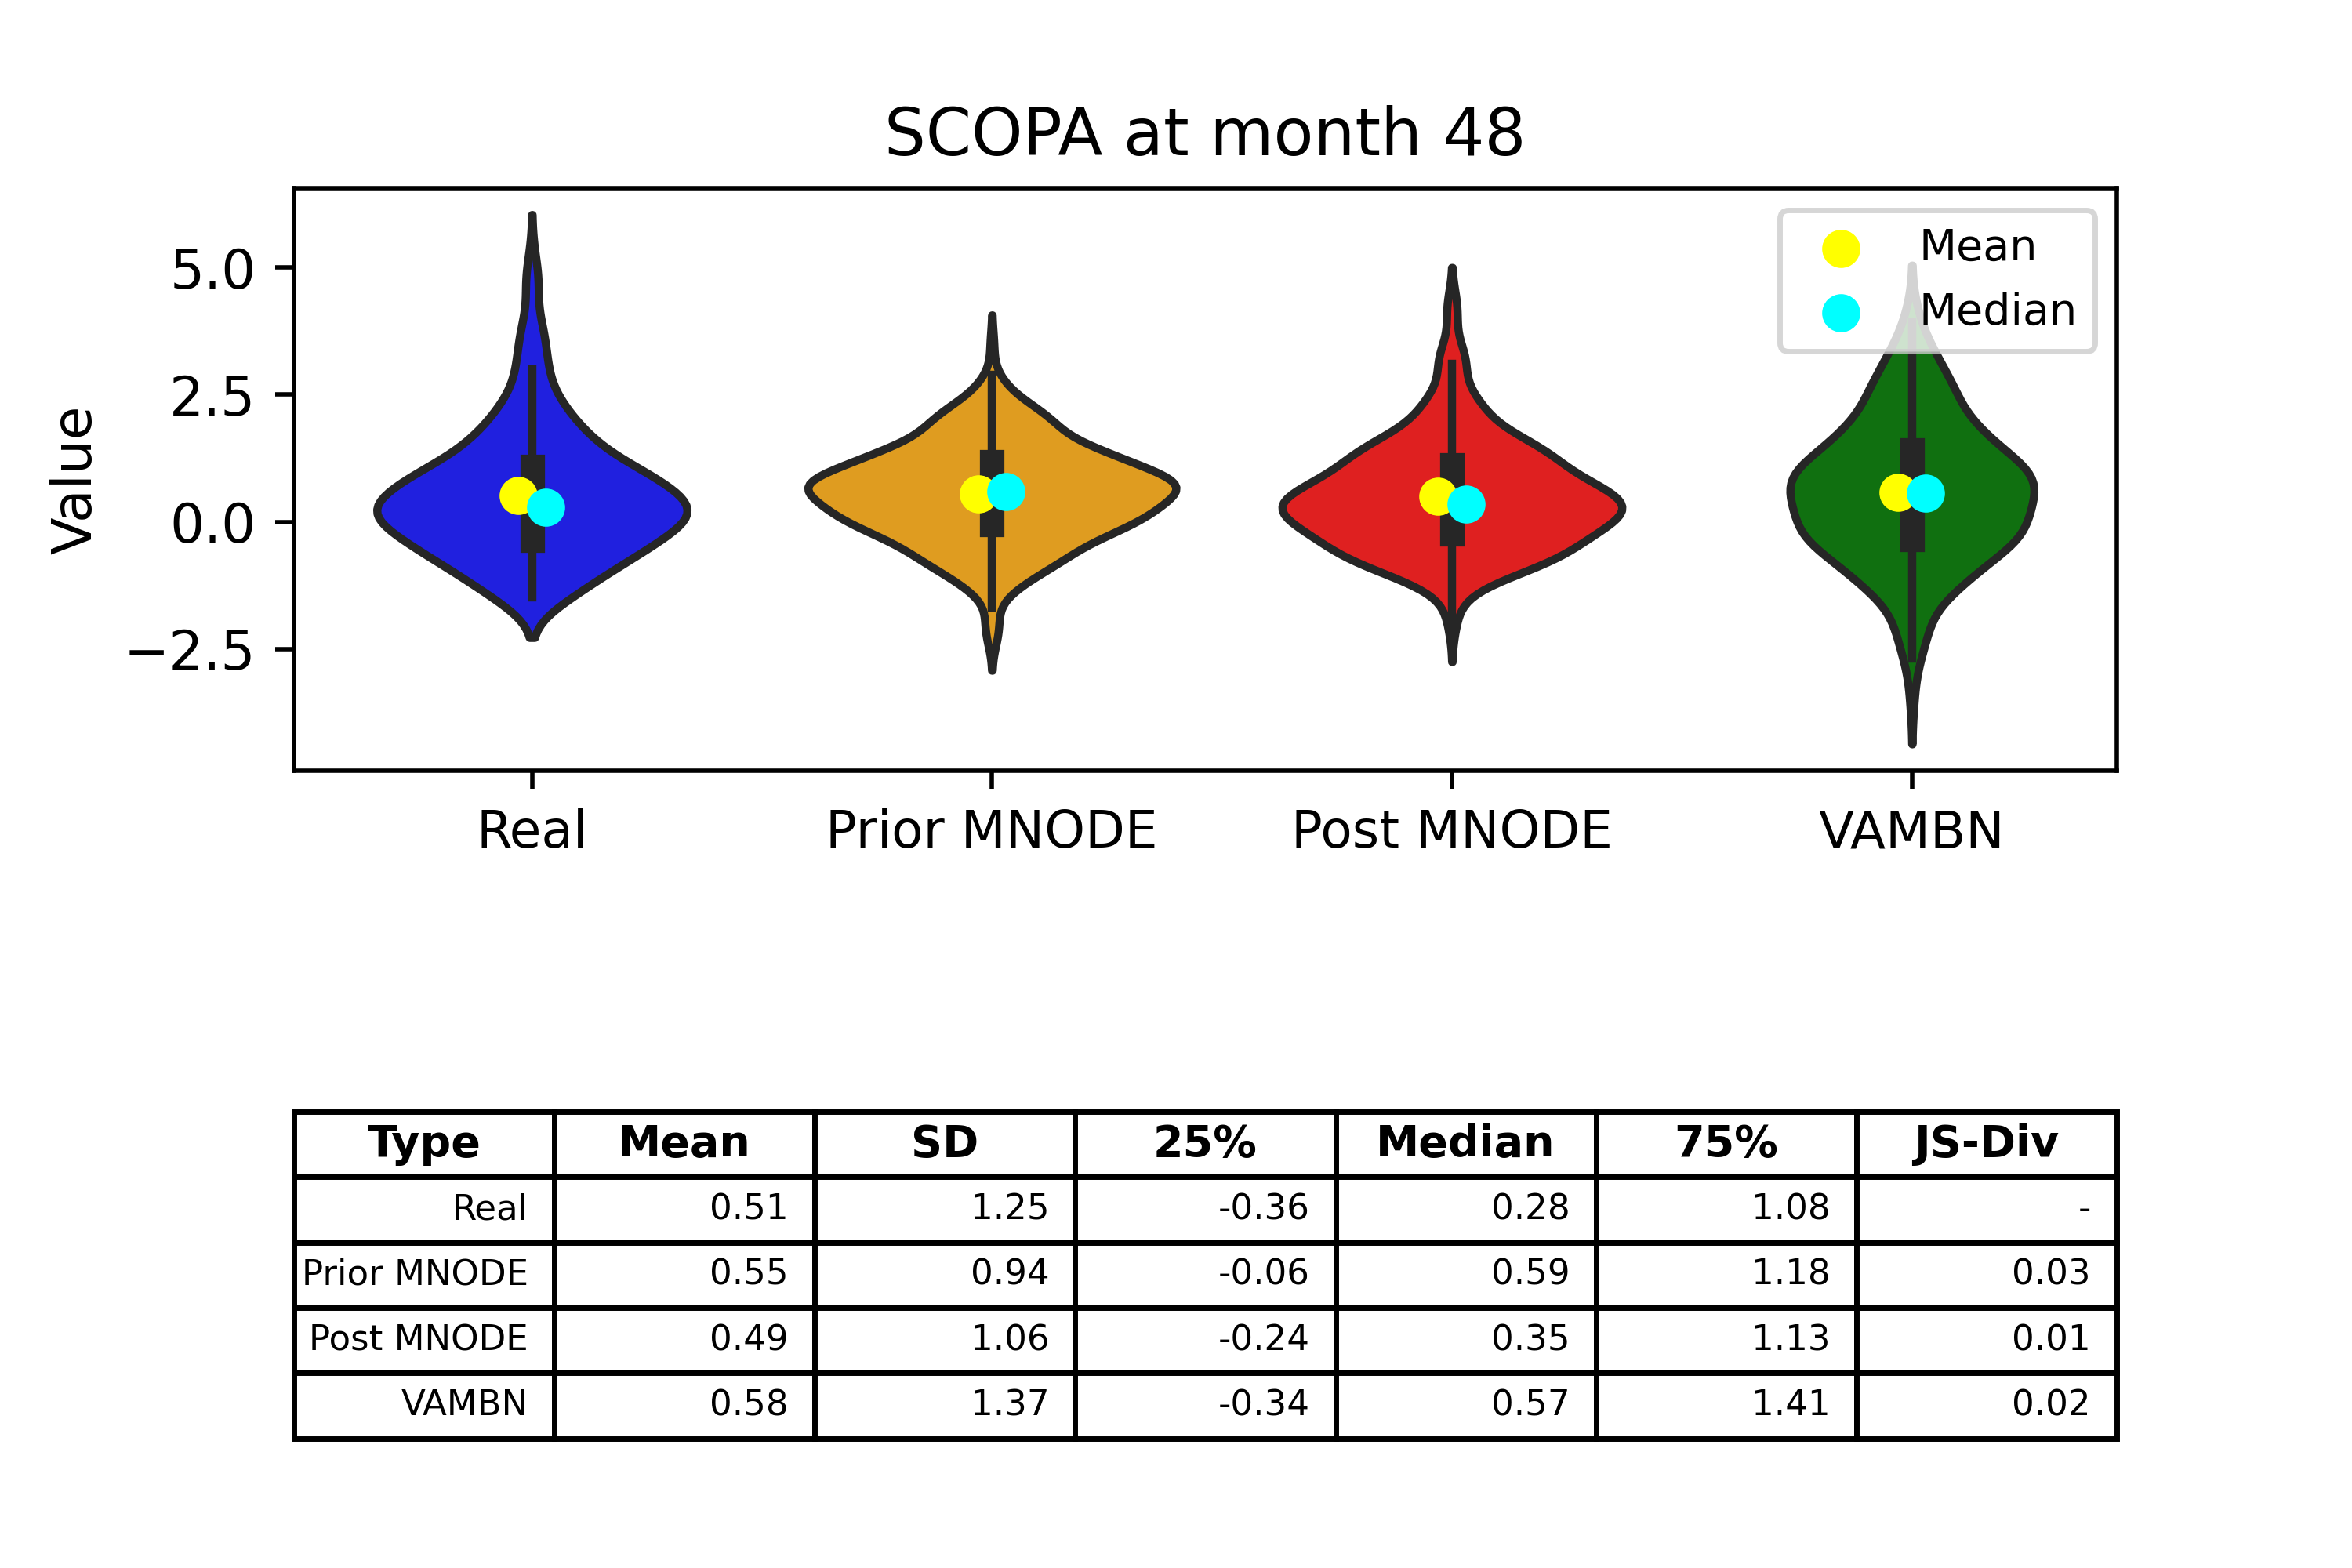 SCOPA at month 48
Mean
Median
5.0
2.5
0.0
−2.5
Value
Real Prior MNODE Post MNODE VAMBN
Type Mean SD 25% Median 75% JS-Div
Real 0.51 1.25 -0.36 0.28 1.08 -
Prior MNODE 0.55 0.94 -0.06 0.59 1.18 0.03
Post MNODE 0.49 1.06 -0.24 0.35 1.13 0.01
VAMBN 0.58 1.37 -0.34 0.57 1.41 0.02